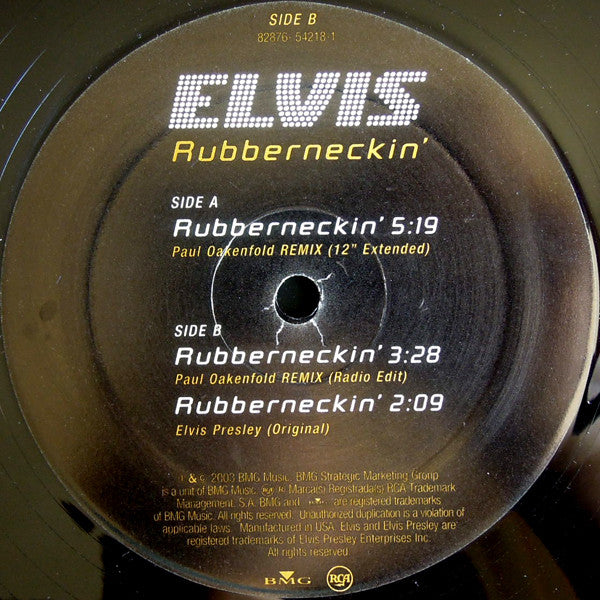 SIDE B
82876-54218-1
ELVIS
Rubberneckin'
SIDE A
Rubberneckin' 5:19
Paul Oakenfold REMIX (12" Extended)
SIDE B
Rubberneckin' 3:28
Paul Oakenfold REMIX (Radio Edit)
Rubberneckin' 2:09
Elvis Presley (Original)
& © 2003 BMG Music. BMG Strategic Marketing Group
is a unit of BMG Music. Marca(s) Registrada(s) RCA Trademark
Management, S.A. BMG and are registered trademarks
of BMG Music. All rights reserved. Unauthorized duplication is a violation of
applicable laws. Manufactured in USA. Elvis and Elvis Presley are
registered trademarks of Elvis Presley Enterprises Inc.
All rights reserved.
BMG RCA